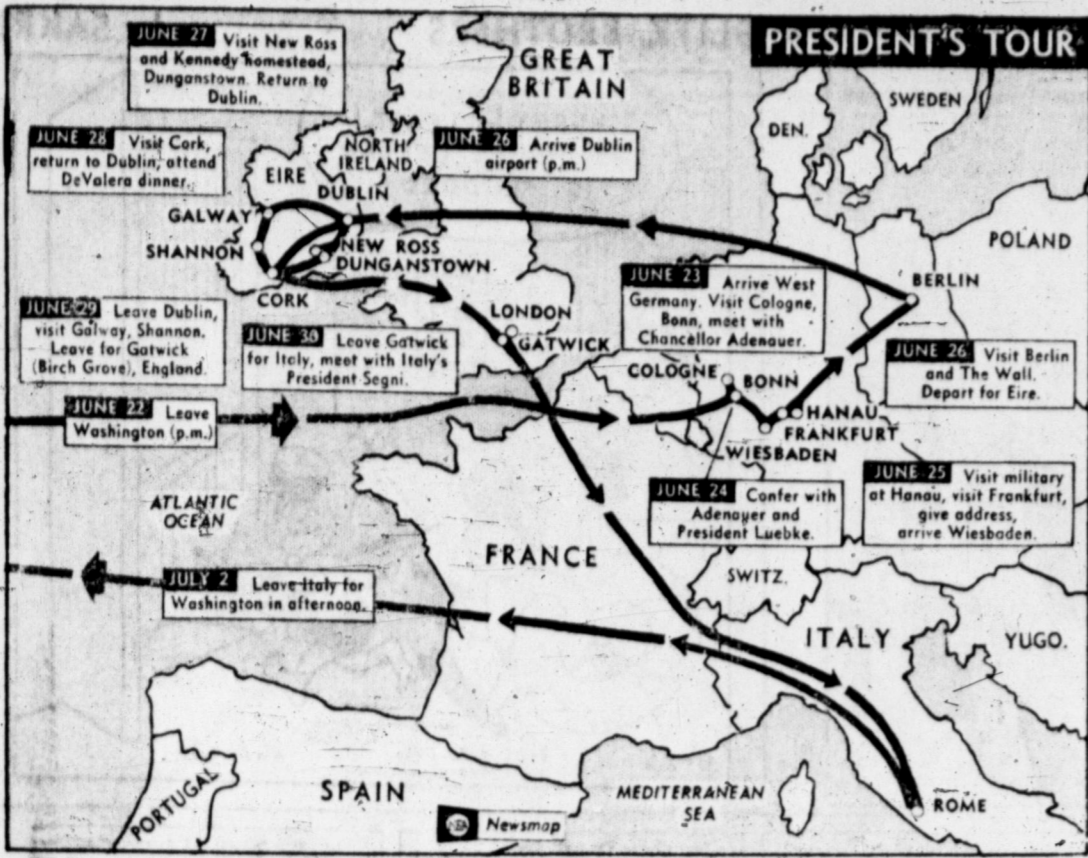 PRESIDENT'S TOUR
JUNE 27 Visit New Ross
and Kennedy homestead,
Dunganstown. Return to
Dublin.
GREAT
BRITAIN
SWEDEN
DEN.
JUNE 28 Visit Cork,
return to Dublin, attend
DeValera dinner.
NORTH
IRELAND
JUNE 26 Arrive Dublin
airport (p.m.)
EIRE
DUBLIN
GALWAY
SHANNON
NEW ROSS
DUNGANSTOWN
CORK
POLAND
BERLIN
JUNE 23 Arrive West
Germany. Visit Cologne,
Bonn, meet with
Chancellor Adenauer.
JUNE 29 Leave Dublin,
visit Galway, Shannon.
Leave for Gatwick
(Birch Grove), England.
LONDON
GATWICK
JUNE 30 Leave Gatwick
for Italy, meet with Italy's
President Segni.
JUNE 26 Visit Berlin
and The Wall.
Depart for Eire.
COLOGNE
BONN
HANAU
FRANKFURT
WIESBADEN
JUNE 22 Leave
Washington (p.m.)
JUNE 24 Confer with
Adenauer and
President Luebke.
JUNE 25 Visit military
at Hanau, visit Frankfurt,
give address,
arrive Wiesbaden.
ATLANTIC
OCEAN
FRANCE
SWITZ.
JULY 2 Leave Italy for
Washington in afternoon.
ITALY
YUGO.
PORTUGAL
SPAIN
MEDITERRANEAN
SEA
ROME
NEA Newsmap